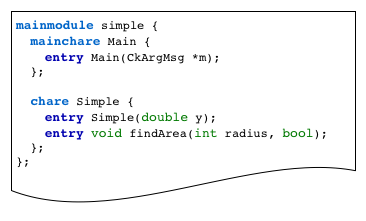 mainmodule simple {
  mainchare Main {
    entry Main(CkArgMsg *m);
  };

  chare Simple {
    entry Simple(double y);
    entry void findArea(int radius, bool);
  };
};